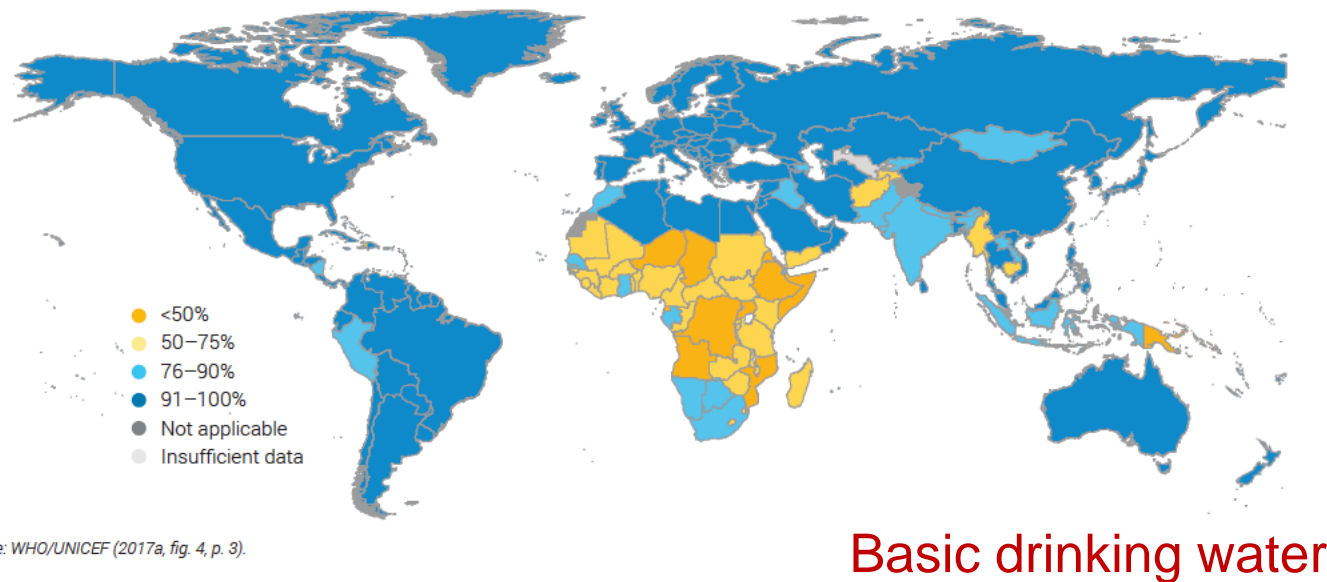 <50%
50–75%
76–90%
91–100%
Not applicable
Insufficient data
e: WHO/UNICEF (2017a, fig. 4, p. 3).
Basic drinking water